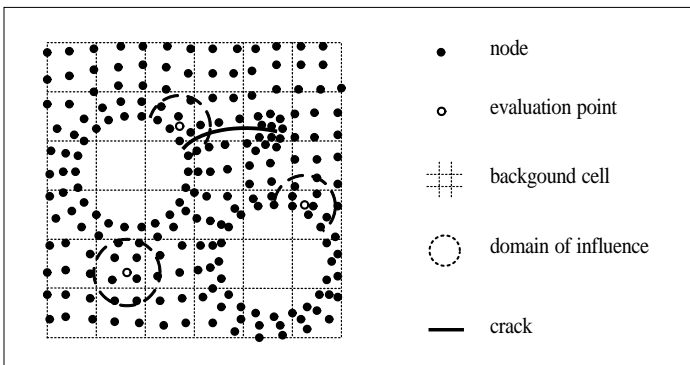 node
evaluation point
backgound cell
domain of influence
crack